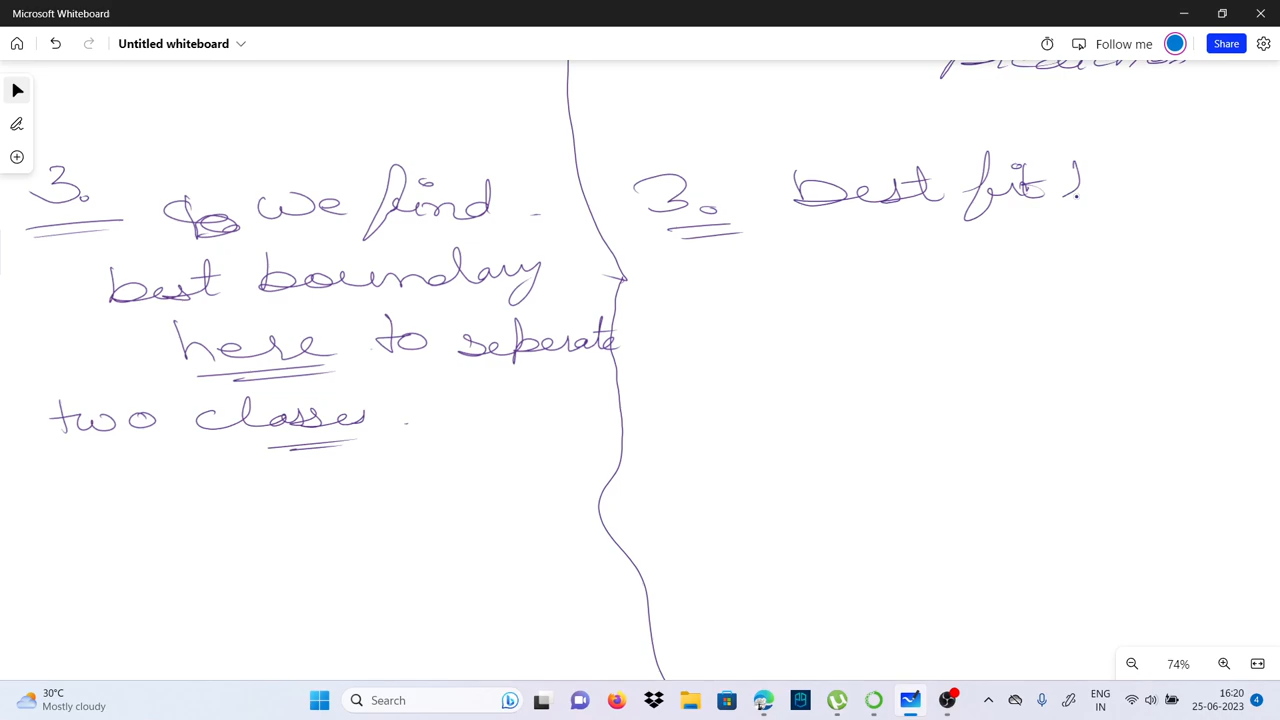 Microsoft Whiteboard
Untitled whiteboard
Follow me
Share
3.
We find
best boundary
here to seperate
two classes.
3. Best fit!
74%
30°C
Mostly cloudy
Search
ENG
IN
16:20
25-06-2023
4